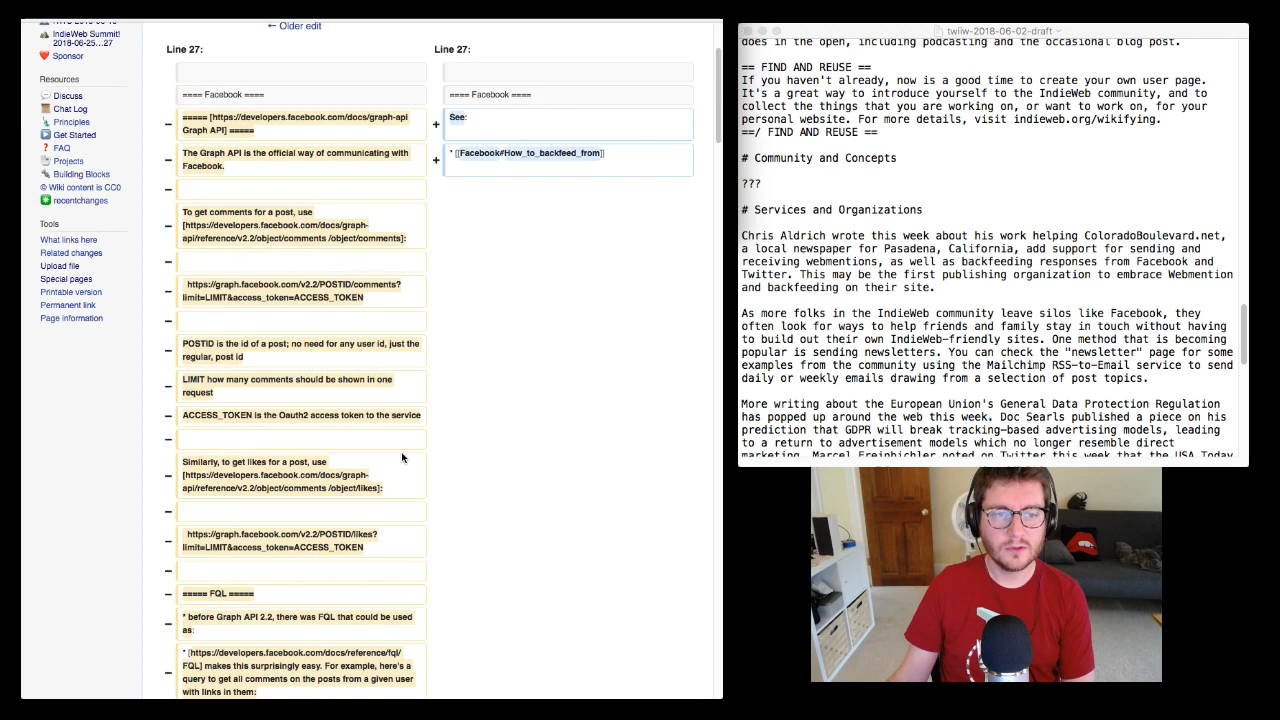 IndieWeb Summit!
2018-06-25...27
Sponsor
Resources
Discuss
Chat Log
Principles
Get Started
FAQ
Projects
Building Blocks
© Wiki content is CC0
recentchanges
Tools
What links here
Related changes
Upload file
Special pages
Printable version
Permanent link
Page information
← Older edit
Line 27:
==== Facebook ====
− ===== [https://developers.facebook.com/docs/graph-api
Graph API] =====
− The Graph API is the official way of communicating with
Facebook.
−
− To get comments for a post, use
[https://developers.facebook.com/docs/graph-
api/reference/v2.2/object/comments /object/comments]:
−
− https://graph.facebook.com/v2.2/POSTID/comments?
limit=LIMIT&access_token=ACCESS_TOKEN
−
− POSTID is the id of a post; no need for any user id, just the
regular, post id
− LIMIT how many comments should be shown in one
request
− ACCESS_TOKEN is the Oauth2 access token to the service
−
− Similarly, to get likes for a post, use
[https://developers.facebook.com/docs/graph-
api/reference/v2.2/object/comments /object/likes]:
−
− https://graph.facebook.com/v2.2/POSTID/likes?
limit=LIMIT&access_token=ACCESS_TOKEN
−
− ===== FQL =====
− * before Graph API 2.2, there was FQL that could be used
as:
− * [https://developers.facebook.com/docs/reference/fql/
FQL] makes this surprisingly easy. For example, here's a
query to get all comments on the posts from a given user
with links in them:
Line 27:
==== Facebook ====
+ See:
+ * [[Facebook#How_to_backfeed_from]]
twiiw-2018-06-02-draft
does in the open, including podcasting and the occasional blog post.
== FIND AND REUSE ==
If you haven't already, now is a good time to create your own user page.
It's a great way to introduce yourself to the IndieWeb community, and to
collect the things that you are working on, or want to work on, for your
personal website. For more details, visit indieweb.org/wikifying.
==/ FIND AND REUSE ==
# Community and Concepts
???
# Services and Organizations
Chris Aldrich wrote this week about his work helping ColoradoBoulevard.net,
a local newspaper for Pasadena, California, add support for sending and
receiving webmentions, as well as backfeeding responses from Facebook and
Twitter. This may be the first publishing organization to embrace Webmention
and backfeeding on their site.
As more folks in the IndieWeb community leave silos like Facebook, they
often look for ways to help friends and family stay in touch without having
to build out their own IndieWeb-friendly sites. One method that is becoming
popular is sending newsletters. You can check the "newsletter" page for some
examples from the community using the Mailchimp RSS-to-Email service to send
daily or weekly emails drawing from a selection of post topics.
More writing about the European Union's General Data Protection Regulation
has popped up around the web this week. Doc Searls published a piece on his
prediction that GDPR will break tracking-based advertising models, leading
to a return to advertisement models which no longer resemble direct
marketing. Marcel Freinbichler noted on Twitter this week that the USA Today